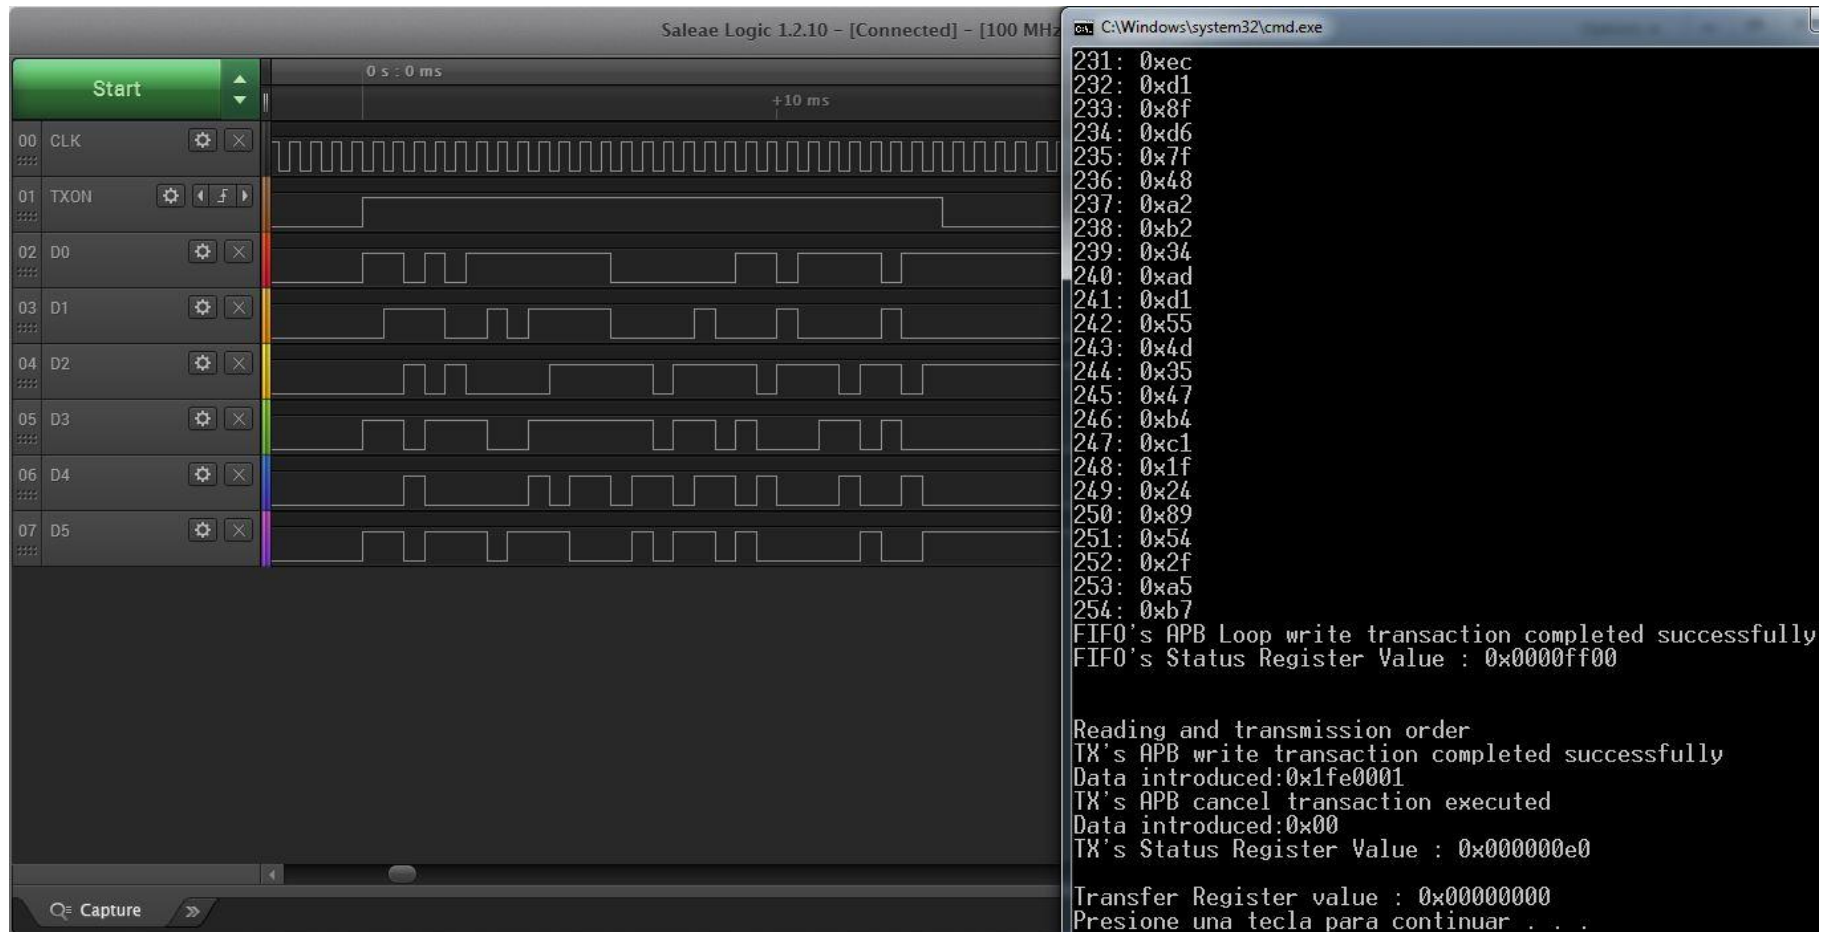 Saleae Logic 1.2.10 - [Connected] - [100 MHz
Start
0 s : 0 ms
+10 ms
00 CLK
01 TXON
02 D0
03 D1
04 D2
05 D3
06 D4
07 D5
Capture
C:\Windows\system32\cmd.exe
231: 0xec
232: 0xd1
233: 0x8f
234: 0xd6
235: 0x7f
236: 0x48
237: 0xa2
238: 0xb2
239: 0x34
240: 0xad
241: 0xd1
242: 0x55
243: 0x4d
244: 0x35
245: 0x47
246: 0xb4
247: 0xc1
248: 0x1f
249: 0x24
250: 0x89
251: 0x54
252: 0x2f
253: 0xa5
254: 0xb7
FIFO's APB Loop write transaction completed successfully
FIFO's Status Register Value : 0x0000ff00
Reading and transmission order
TX's APB write transaction completed successfully
Data introduced:0x1fe0001
TX's APB cancel transaction executed
Data introduced:0x00
TX's Status Register Value : 0x000000e0
Transfer Register value : 0x00000000
Presione una tecla para continuar . . .